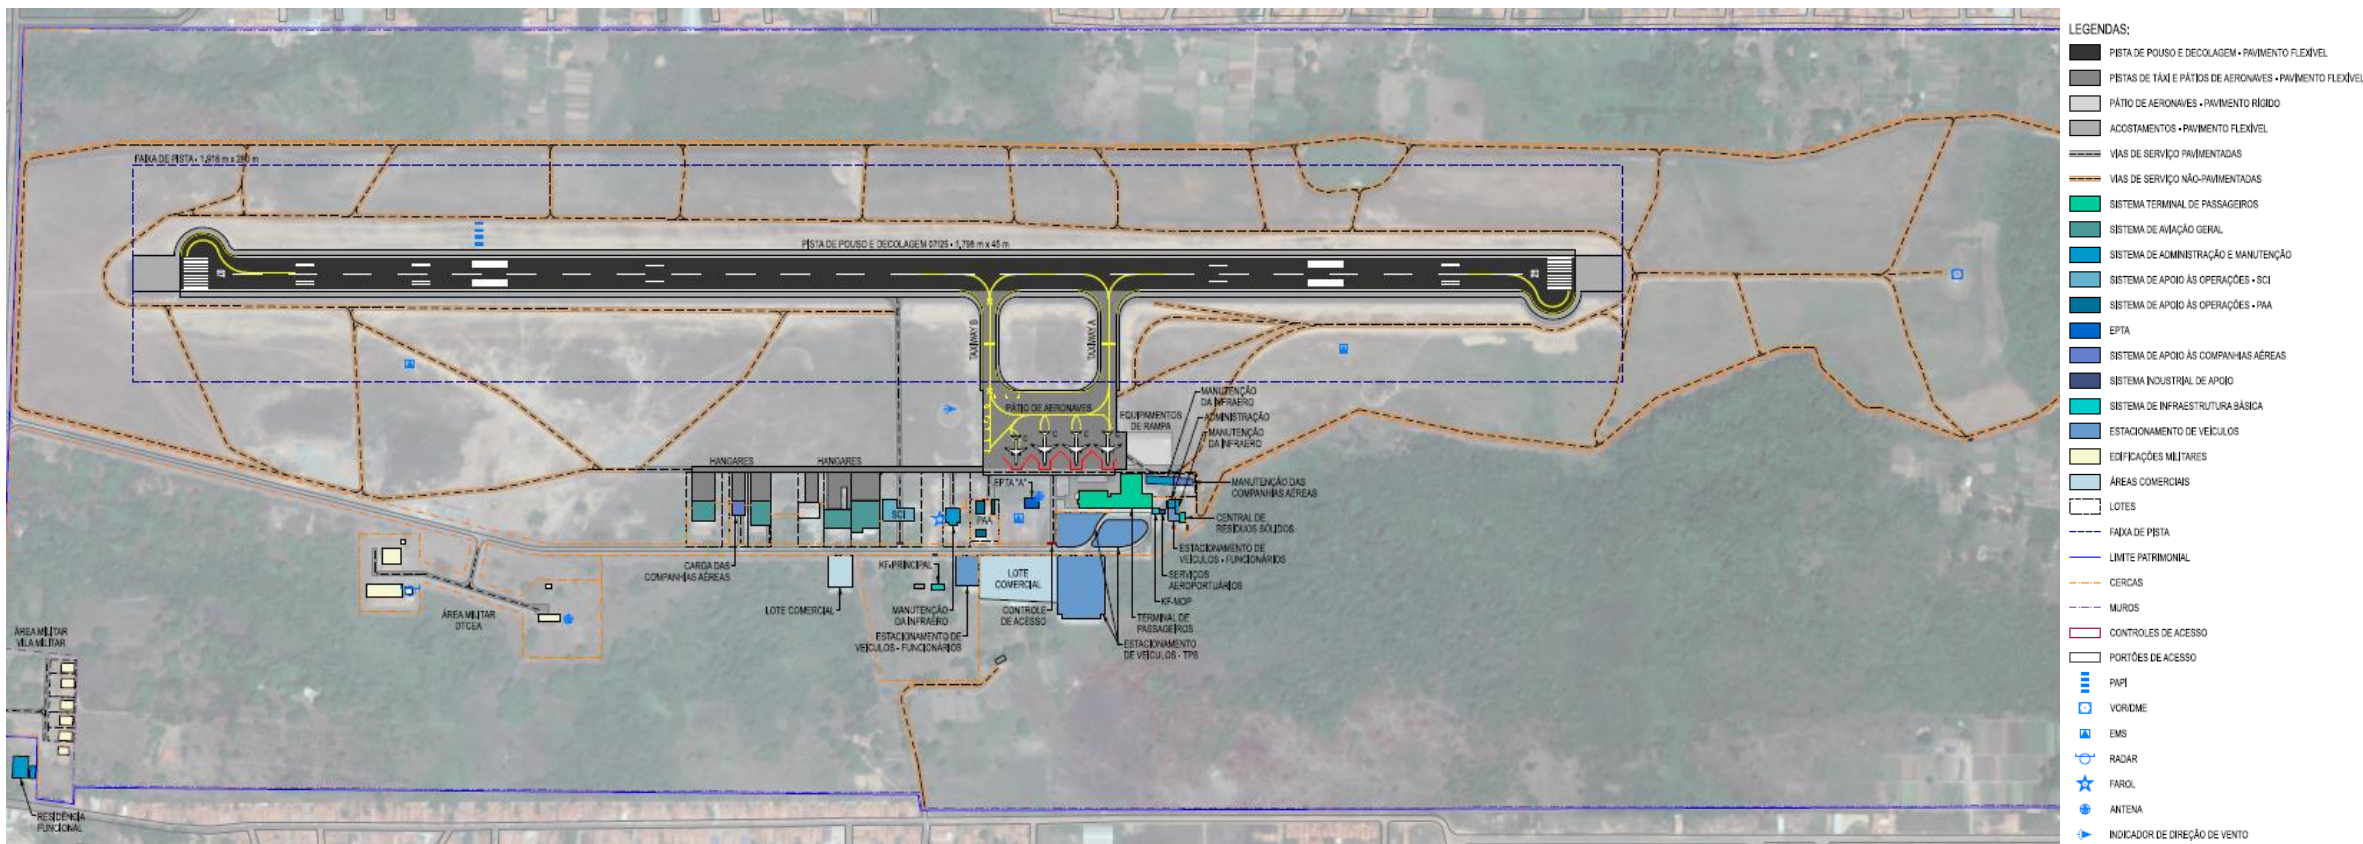 FAIXA DE PISTA - 1,916 m x 280 m
PISTA DE POUSO E DECOLAGEM 07/25 - 1,798 m x 45 m
TAXIWAY B
TAXIWAY A
PÁTIO DE AERONAVES
EQUIPAMENTOS
DE RAMPA
MANUTENÇÃO
DA INFRAERO
ADMINISTRAÇÃO
MANUTENÇÃO
DA INFRAERO
C
C
C
C
HANGARES
HANGARES
EPTA "A"
SCI
PAA
MANUTENÇÃO DAS
COMPANHIAS AÉREAS
CENTRAL DE
RESÍDUOS SÓLIDOS
ESTACIONAMENTO DE
VEÍCULOS - FUNCIONÁRIOS
SERVIÇOS
AEROPORTUÁRIOS
KF-MOP
TERMINAL DE
PASSAGEIROS
ESTACIONAMENTO
DE VEÍCULOS - TPS
CARGA DAS
COMPANHIAS AÉREAS
KF-PRINCIPAL
LOTE
COMERCIAL
LOTE COMERCIAL
MANUTENÇÃO
DA INFRAERO
CONTROLE
DE ACESSO
ESTACIONAMENTO DE
VEÍCULOS - FUNCIONÁRIOS
ÁREA MILITAR
DTCEA
ÁREA MILITAR
VILA MILITAR
RESIDÊNCIA
FUNCIONAL
LEGENDAS:
PISTA DE POUSO E DECOLAGEM - PAVIMENTO FLEXÍVEL
PISTAS DE TÁXI E PÁTIOS DE AERONAVES - PAVIMENTO FLEXÍVEL
PÁTIO DE AERONAVES - PAVIMENTO RÍGIDO
ACOSTAMENTOS - PAVIMENTO FLEXÍVEL
VIAS DE SERVIÇO PAVIMENTADAS
VIAS DE SERVIÇO NÃO-PAVIMENTADAS
SISTEMA TERMINAL DE PASSAGEIROS
SISTEMA DE AVIAÇÃO GERAL
SISTEMA DE ADMINISTRAÇÃO E MANUTENÇÃO
SISTEMA DE APOIO ÀS OPERAÇÕES - SCI
SISTEMA DE APOIO ÀS OPERAÇÕES - PAA
EPTA
SISTEMA DE APOIO ÀS COMPANHIAS AÉREAS
SISTEMA INDUSTRIAL DE APOIO
SISTEMA DE INFRAESTRUTURA BÁSICA
ESTACIONAMENTO DE VEÍCULOS
EDIFICAÇÕES MILITARES
ÁREAS COMERCIAIS
LOTES
FAIXA DE PISTA
LIMITE PATRIMONIAL
CERCAS
MUROS
CONTROLES DE ACESSO
PORTÕES DE ACESSO
PAPI
VOR/DME
EMS
RADAR
FAROL
ANTENA
INDICADOR DE DIREÇÃO DE VENTO